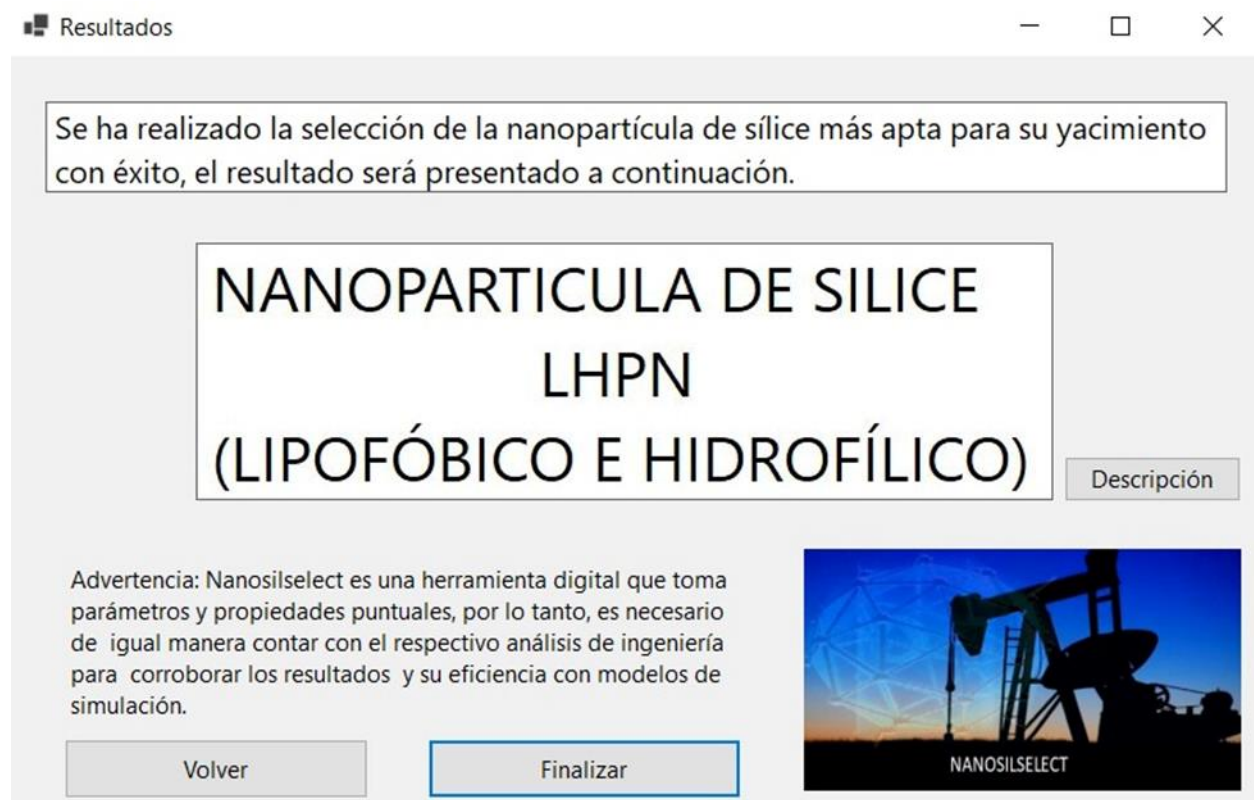 Resultados
Se ha realizado la selección de la nanopartícula de sílice más apta para su yacimiento
con éxito, el resultado será presentado a continuación.
NANOPARTICULA DE SILICE
LHPN
(LIPOFÓBICO E HIDROFÍLICO)
Descripción
Advertencia: Nanosilselect es una herramienta digital que toma
parámetros y propiedades puntuales, por lo tanto, es necesario
de  igual manera contar con el respectivo análisis de ingeniería
para  corroborar los resultados  y su eficiencia con modelos de
simulación.
NANOSILSELECT
Volver
Finalizar